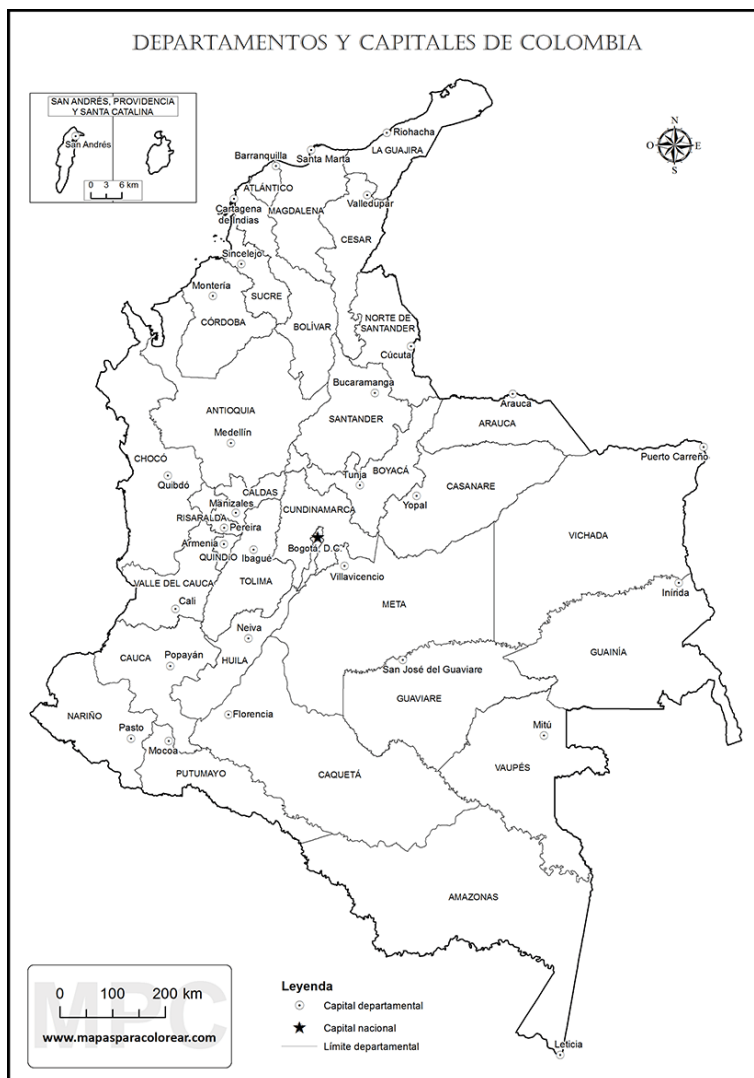 DEPARTAMENTOS Y CAPITALES DE COLOMBIA
SAN ANDRÉS, PROVIDENCIA
Y SANTA CATALINA
San Andrés
0 3 6 km
N
O E
S
Riohacha
LA GUAJIRA
Santa Marta
Barranquilla
ATLÁNTICO
MAGDALENA
Valledupar
Cartagena
de Indias
CESAR
Sincelejo
Montería
SUCRE
CÓRDOBA
BOLÍVAR
NORTE DE
SANTANDER
Cúcuta
Bucaramanga
ANTIOQUIA
SANTANDER
Arauca
ARAUCA
Medellín
CHOCÓ
BOYACÁ
Puerto Carreño
Quibdó
Tunja
CASANARE
CALDAS
Yopal
Manizales
CUNDINAMARCA
RISARALDA
Pereira
VICHADA
Armenia
Bogotá, D.C.
QUINDÍO
Ibagué
Villavicencio
VALLE DEL CAUCA
TOLIMA
Inírida
Cali
META
Neiva
GUAINÍA
CAUCA
Popayán
HUILA
San José del Guaviare
GUAVIARE
NARIÑO
Florencia
Pasto
Mitú
Mocoa
VAUPÉS
PUTUMAYO
CAQUETÁ
AMAZONAS
Leticia
MPC
0 100 200 km
www.mapasparacolorear.com
Leyenda
Capital departamental
Capital nacional
Límite departamental